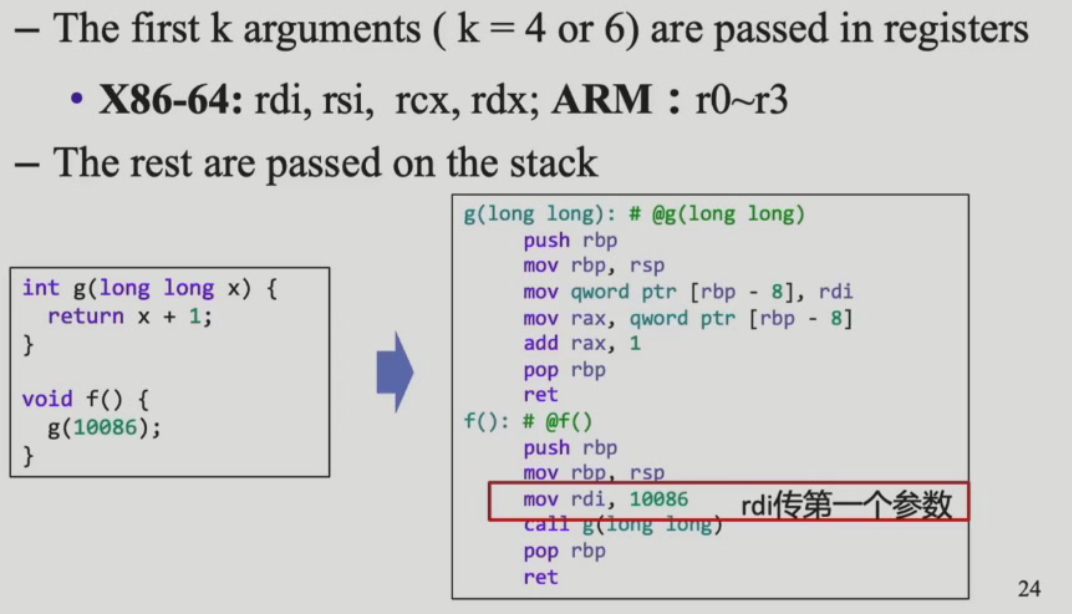 – The first k arguments ( k = 4 or 6) are passed in registers
• X86-64: rdi, rsi, rcx, rdx; ARM：r0~r3
– The rest are passed on the stack
int g(long long x) {
return x + 1;
}
void f() {
g(10086);
}
g(long long): # @g(long long)
push rbp
mov rbp, rsp
mov qword ptr [rbp - 8], rdi
mov rax, qword ptr [rbp - 8]
add rax, 1
pop rbp
ret
f(): # @f()
push rbp
mov rbp, rsp
mov rdi, 10086 rdi传第一个参数
call g(long long)
pop rbp
ret
24